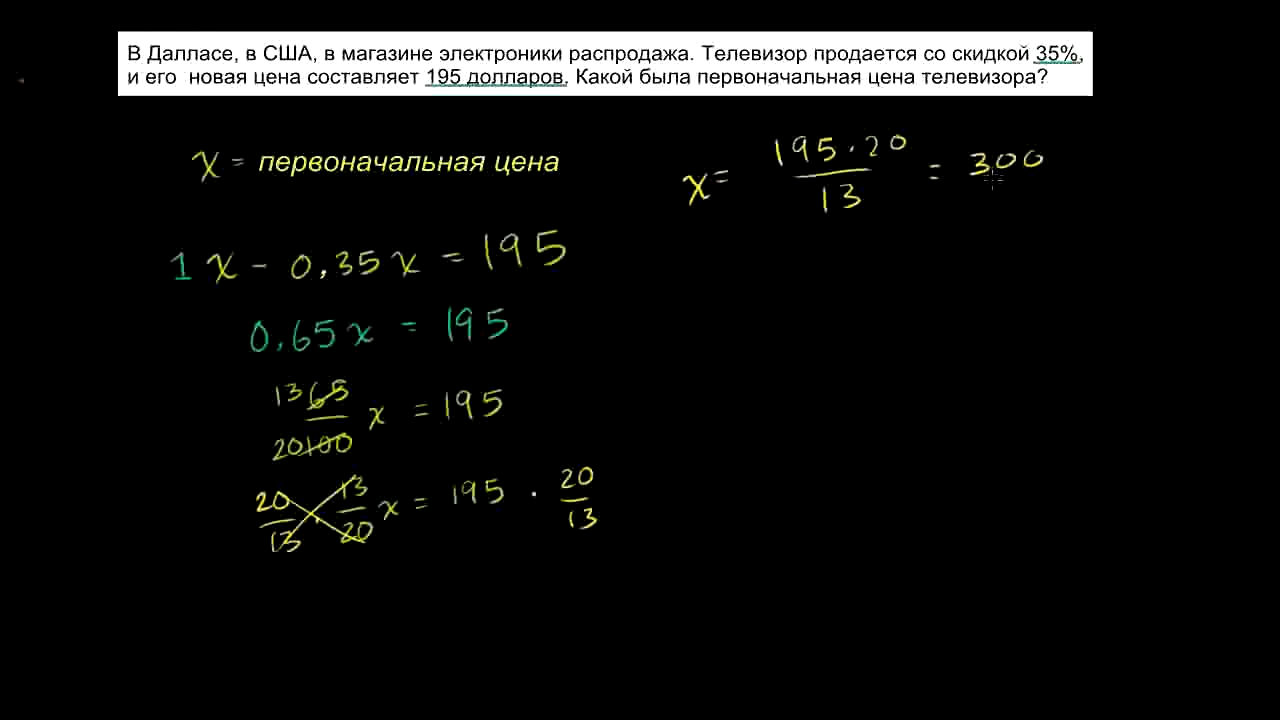 В Далласе, в США, в магазине электроники распродажа. Телевизор продается со скидкой 35%,
и его новая цена составляет 195 долларов. Какой была первоначальная цена телевизора?
x = первоначальная цена
1x - 0,35x = 195
0,65x = 195
13 65/20 100 x = 195
20/13 · 13/20 x = 195 · 20/13
x = 195·20/13 = 300